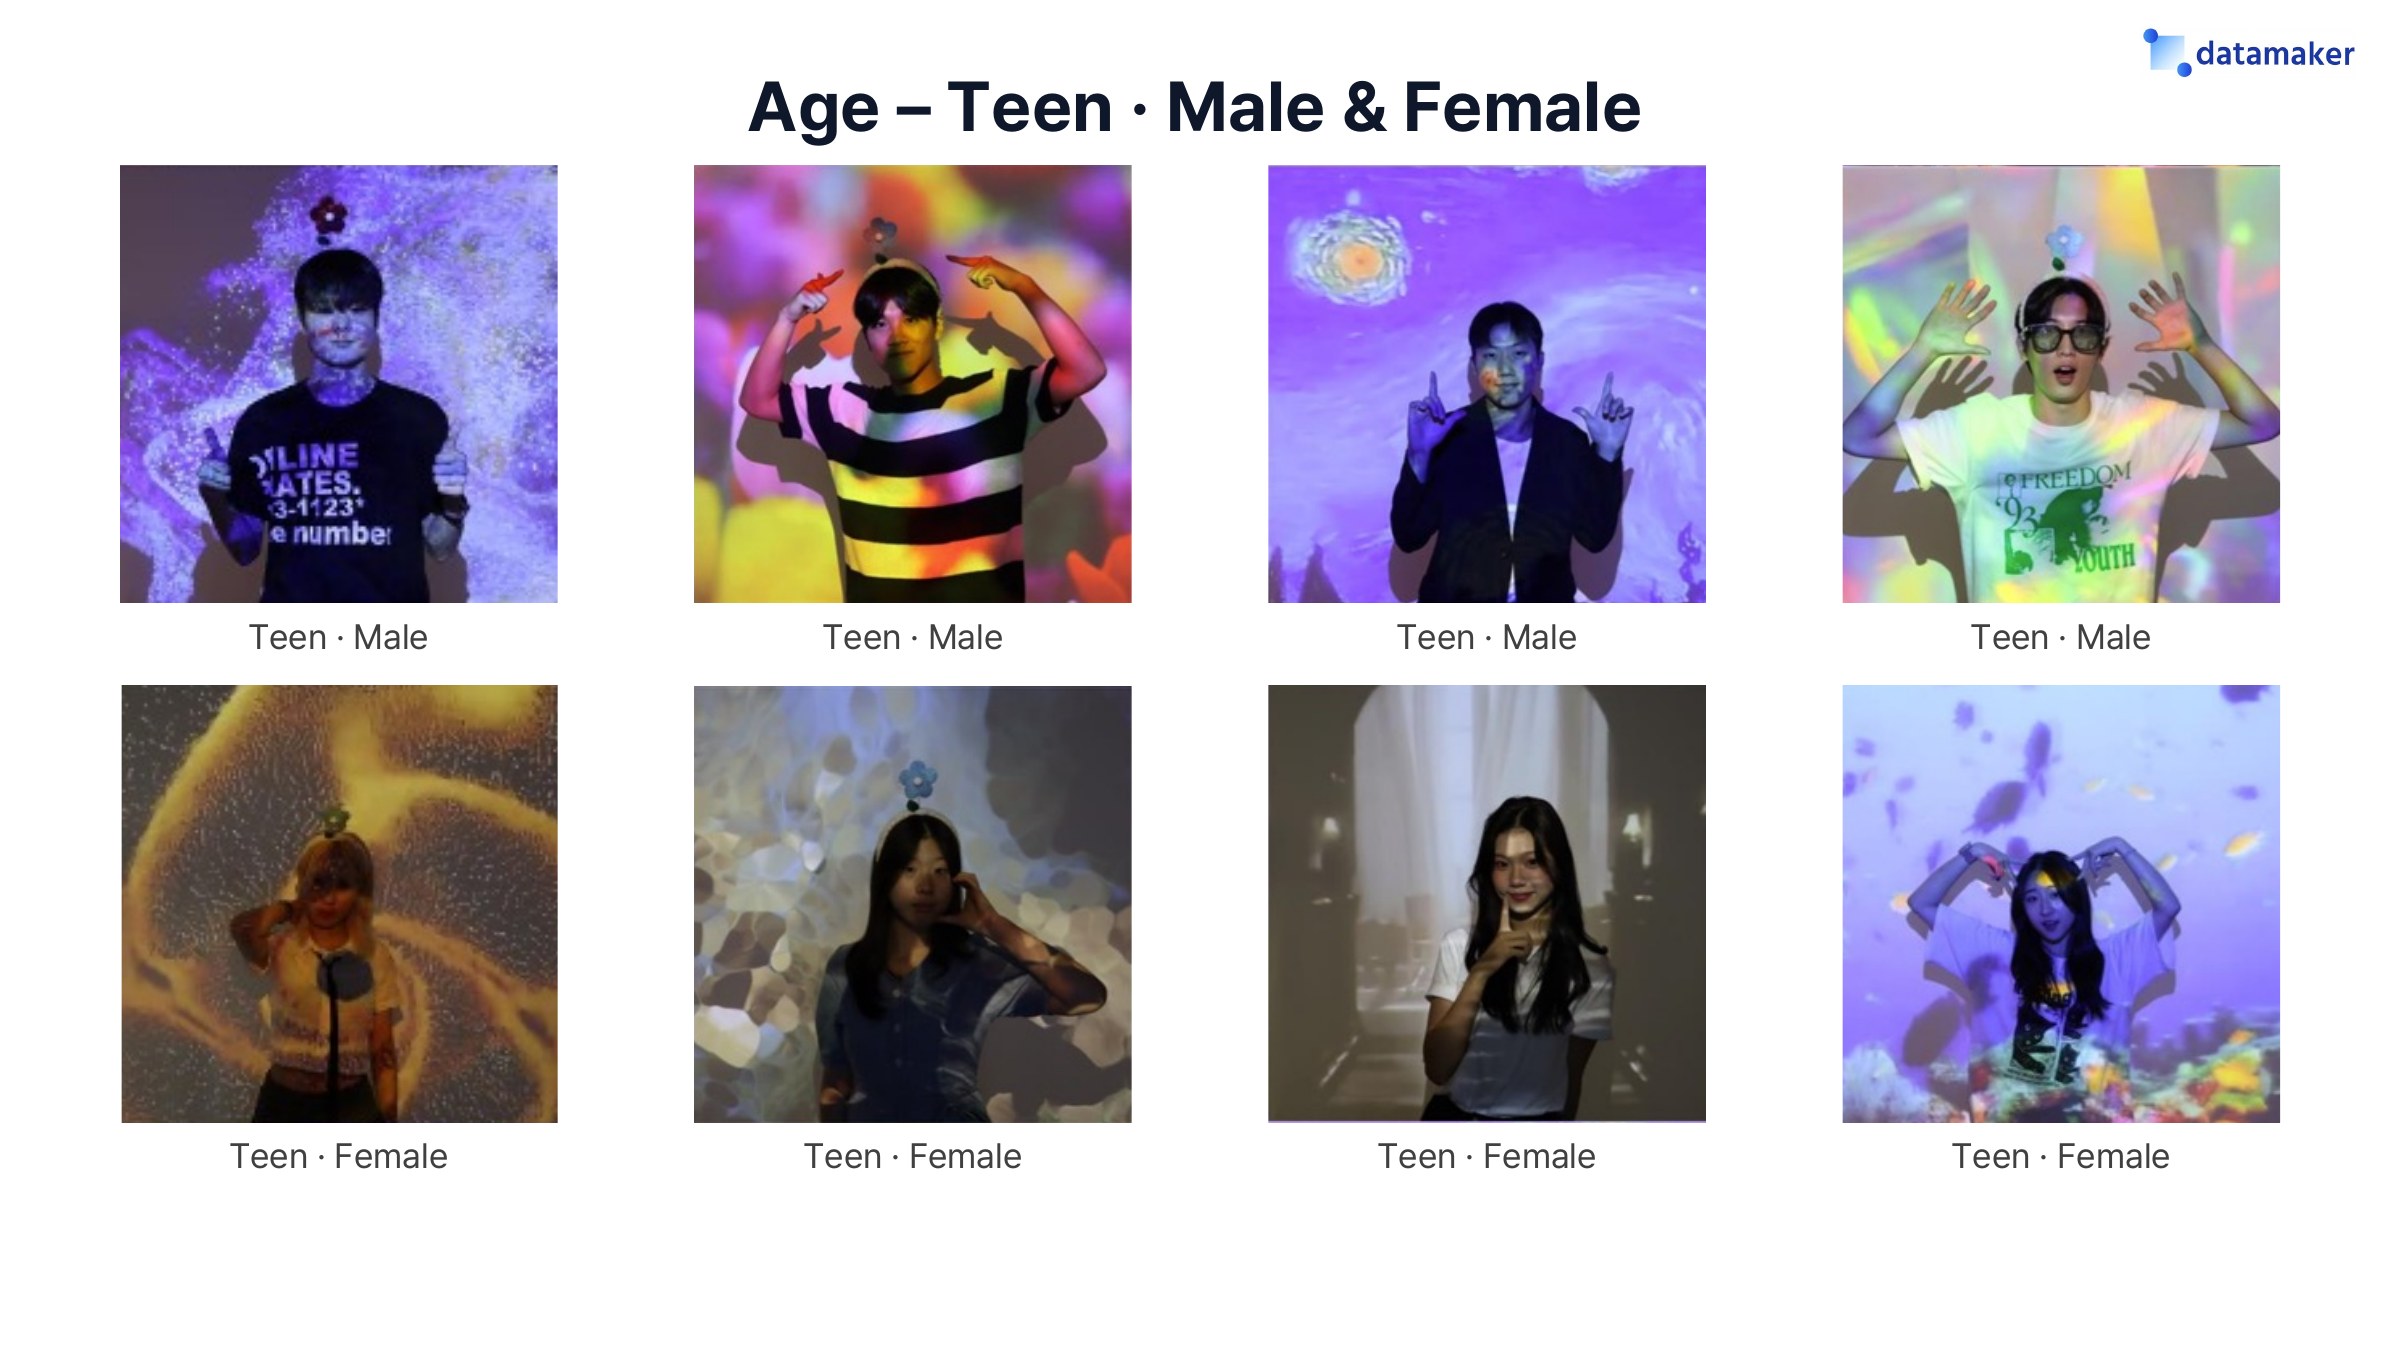 datamaker
Age – Teen · Male & Female
LINE
ATES.
3-1123*
e number
FREEDOM
'93
YOUTH
Teen · Male
Teen · Male
Teen · Male
Teen · Male
Teen · Female
Teen · Female
Teen · Female
Teen · Female